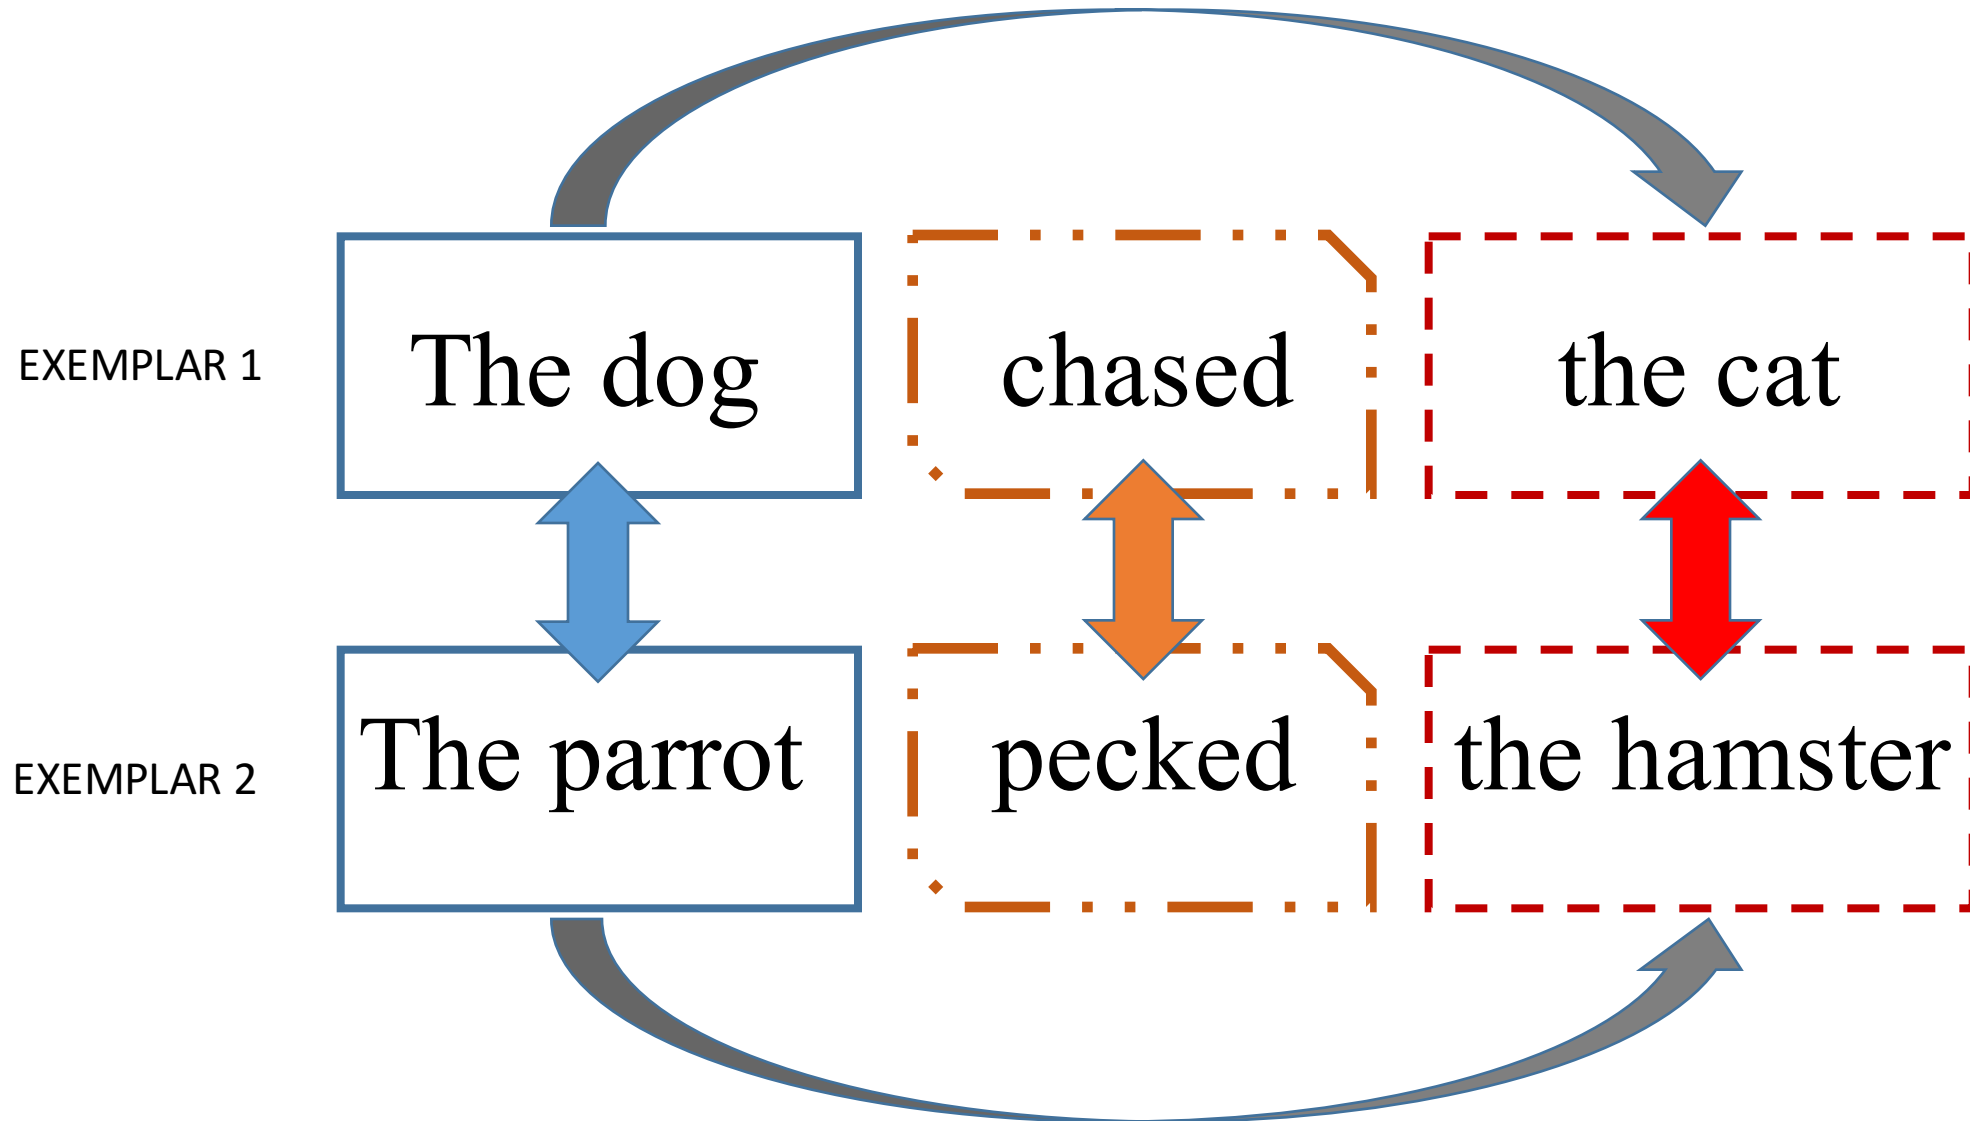 EXEMPLAR 1 The dog chased the cat
EXEMPLAR 2 The parrot pecked the hamster